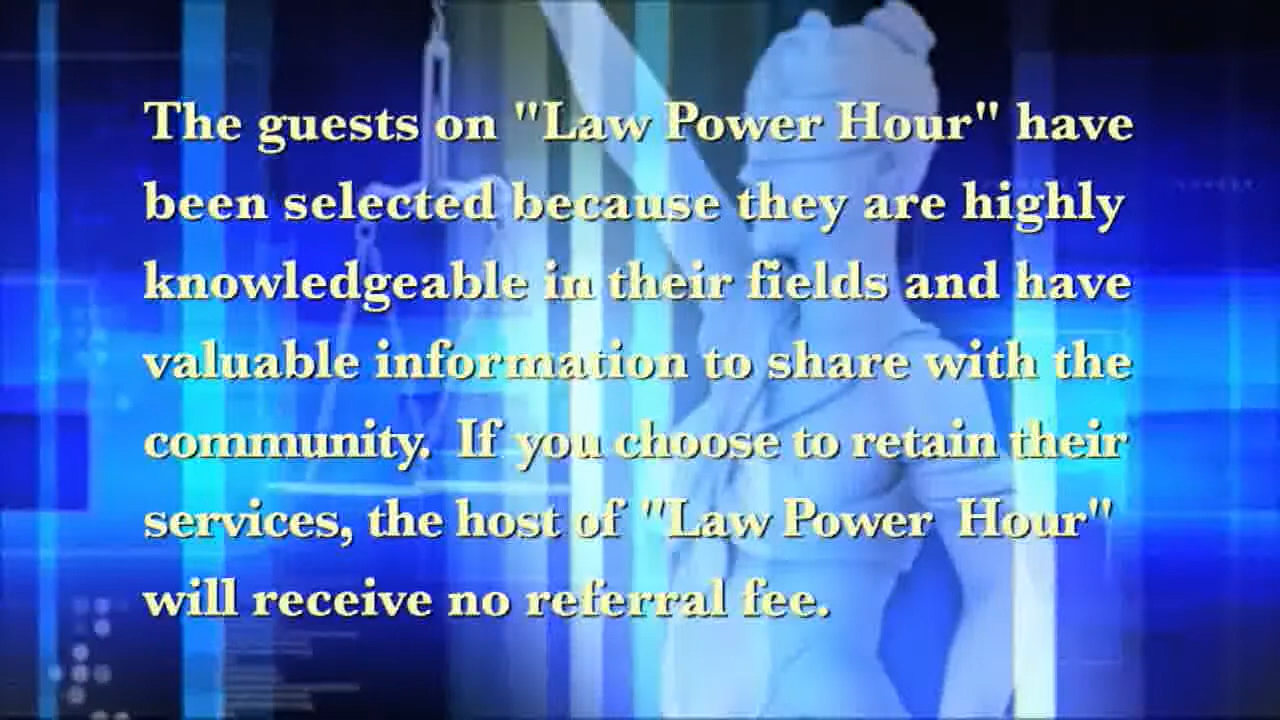 The guests on "Law Power Hour" have
been selected because they are highly
knowledgeable in their fields and have
valuable information to share with the
community.  If you choose to retain their
services, the host of "Law Power  Hour"
will receive no referral fee.